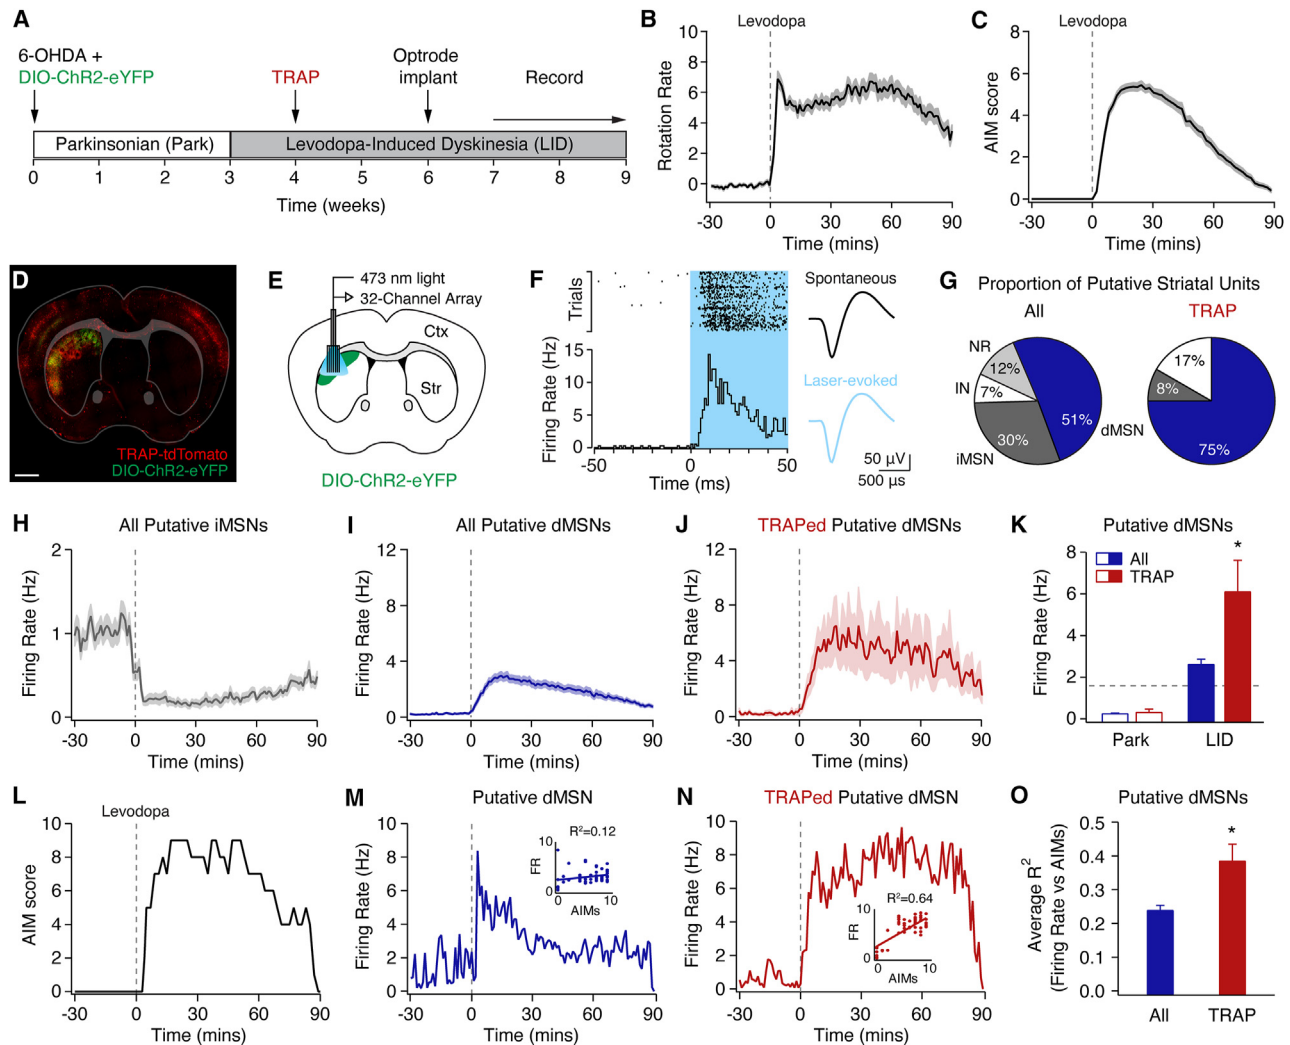 A
6-OHDA +
DIO-ChR2-eYFP
TRAP
Optrode
implant
Record
Parkinsonian (Park)
Levodopa-Induced Dyskinesia (LID)
0 1 2 3 4 5 6 7 8 9
Time (weeks)
B
Levodopa
Rotation Rate
10
8
6
4
2
0
-30 0 30 60 90
Time (mins)
C
Levodopa
AIM score
8
6
4
2
0
-30 0 30 60 90
Time (mins)
D
TRAP-tdTomato
DIO-ChR2-eYFP
E
473 nm light
32-Channel Array
Ctx
Str
DIO-ChR2-eYFP
F
Trials
Firing Rate (Hz)
15
10
5
0
-50 0 50
Time (ms)
Spontaneous
Laser-evoked
50 µV
500 µs
G
Proportion of Putative Striatal Units
All
TRAP
NR
12%
IN
7%
30%
iMSN
51%
dMSN
17%
8%
75%
H
All Putative iMSNs
Firing Rate (Hz)
2
1
0
-30 0 30 60 90
Time (mins)
I
All Putative dMSNs
Firing Rate (Hz)
12
8
4
0
-30 0 30 60 90
Time (mins)
J
TRAPed Putative dMSNs
Firing Rate (Hz)
12
8
4
0
-30 0 30 60 90
Time (mins)
K
Putative dMSNs
All
TRAP
*
Firing Rate (Hz)
8
6
4
2
0
Park LID
L
Levodopa
AIM score
10
8
6
4
2
0
-30 0 30 60 90
Time (mins)
M
Putative dMSN
Firing Rate (Hz)
10
8
6
4
2
0
-30 0 30 60 90
Time (mins)
R²=0.12
10
FR
0
0 10
AIMs
N
TRAPed Putative dMSN
Firing Rate (Hz)
10
8
6
4
2
0
-30 0 30 60 90
Time (mins)
R²=0.64
10
FR
0
0 10
AIMs
O
Putative dMSNs
*
Average R²
(Firing Rate vs AIMs)
0.5
0.4
0.3
0.2
0.1
0.0
All TRAP